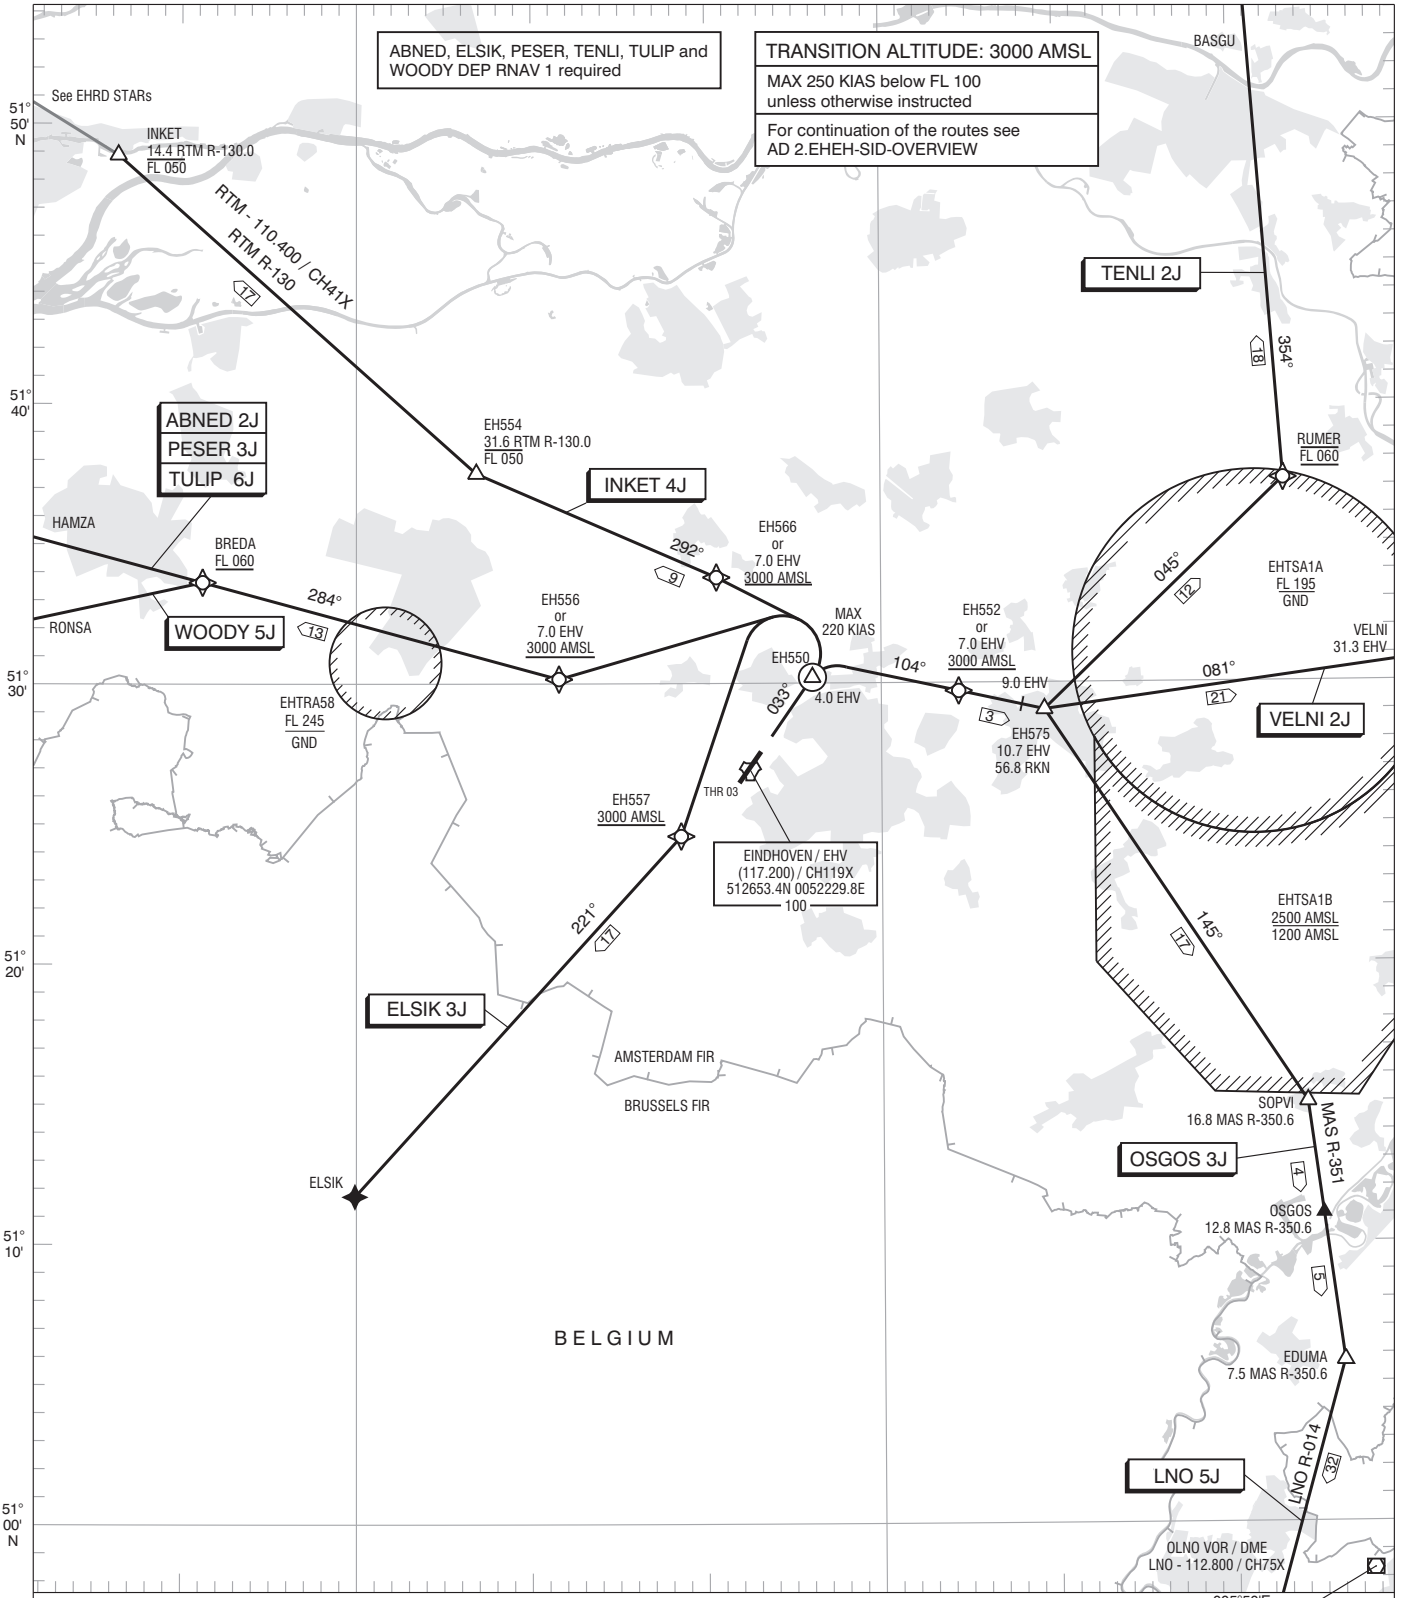 ABNED, ELSIK, PESER, TENLI, TULIP and
WOODY DEP RNAV 1 required
TRANSITION ALTITUDE: 3000 AMSL
MAX 250 KIAS below FL 100
unless otherwise instructed
For continuation of the routes see
AD 2.EHEH-SID-OVERVIEW
BASGU
See EHRD STARs
51°
50'
N
INKET
14.4 RTM R-130.0
FL 050
RTM - 110.400 / CH41X
RTM R-130
17
TENLI 2J
18
354°
51°
40'
ABNED 2J
PESER 3J
TULIP 6J
EH554
31.6 RTM R-130.0
FL 050
INKET 4J
RUMER
FL 060
HAMZA
BREDA
FL 060
284°
13
RONSA
WOODY 5J
292°
9
EH566
or
7.0 EHV
3000 AMSL
EH556
or
7.0 EHV
3000 AMSL
MAX
220 KIAS
EH552
or
7.0 EHV
3000 AMSL
045°
12
EHTSA1A
FL 195
GND
VELNI
31.3 EHV
51°
30'
EH550
4.0 EHV
033°
104°
9.0 EHV
3
081°
21
VELNI 2J
EHTRA58
FL 245
GND
EH575
10.7 EHV
56.8 RKN
THR 03
EH557
3000 AMSL
EINDHOVEN / EHV
(117.200) / CH119X
512653.4N 0052229.8E
100
221°
17
145°
17
EHTSA1B
2500 AMSL
1200 AMSL
51°
20'
ELSIK 3J
AMSTERDAM FIR
BRUSSELS FIR
SOPVI
16.8 MAS R-350.6
MAS R-351
OSGOS 3J
4
ELSIK
OSGOS
12.8 MAS R-350.6
51°
10'
5
BELGIUM
EDUMA
7.5 MAS R-350.6
LNO R-014
32
LNO 5J
51°
00'
N
OLNO VOR / DME
LNO - 112.800 / CH75X